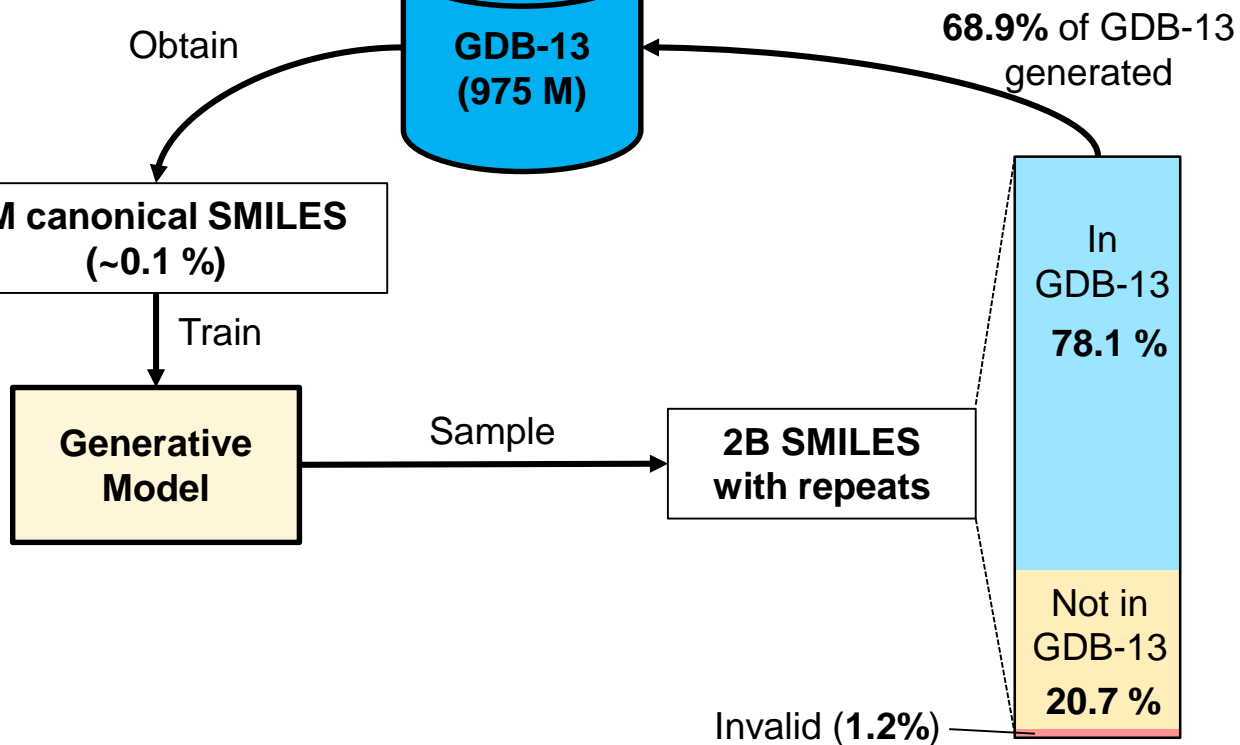 Obtain
GDB-13
(975 M)
68.9% of GDB-13
generated
M canonical SMILES
(~0.1 %)
In
GDB-13
78.1 %
Train
Generative
Model
Sample
2B SMILES
with repeats
Not in
GDB-13
20.7 %
Invalid (1.2%)